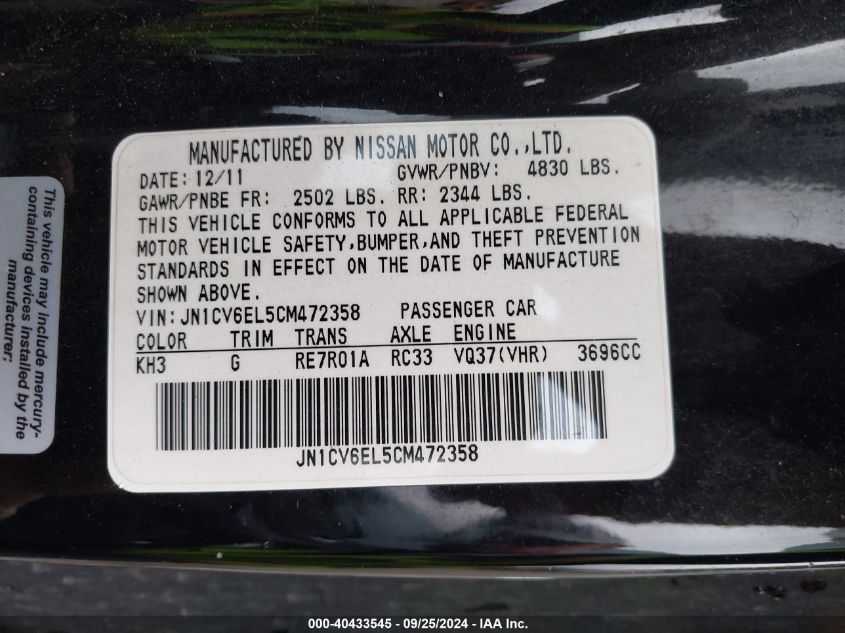 MANUFACTURED BY NISSAN MOTOR CO.,LTD.
DATE: 12/11 GVWR/PNBV: 4830 LBS.
GAWR/PNBE FR: 2502 LBS. RR: 2344 LBS.
THIS VEHICLE CONFORMS TO ALL APPLICABLE FEDERAL
MOTOR VEHICLE SAFETY,BUMPER,AND THEFT PREVENTION
STANDARDS IN EFFECT ON THE DATE OF MANUFACTURE
SHOWN ABOVE.
VIN: JN1CV6EL5CM472358 PASSENGER CAR
COLOR TRIM TRANS AXLE ENGINE
KH3 G RE7R01A RC33 VQ37(VHR) 3696CC
JN1CV6EL5CM472358
This vehicle may include mercury-
containing devices installed by the
manufacturer;
000-40433545 - 09/25/2024 - IAA Inc.